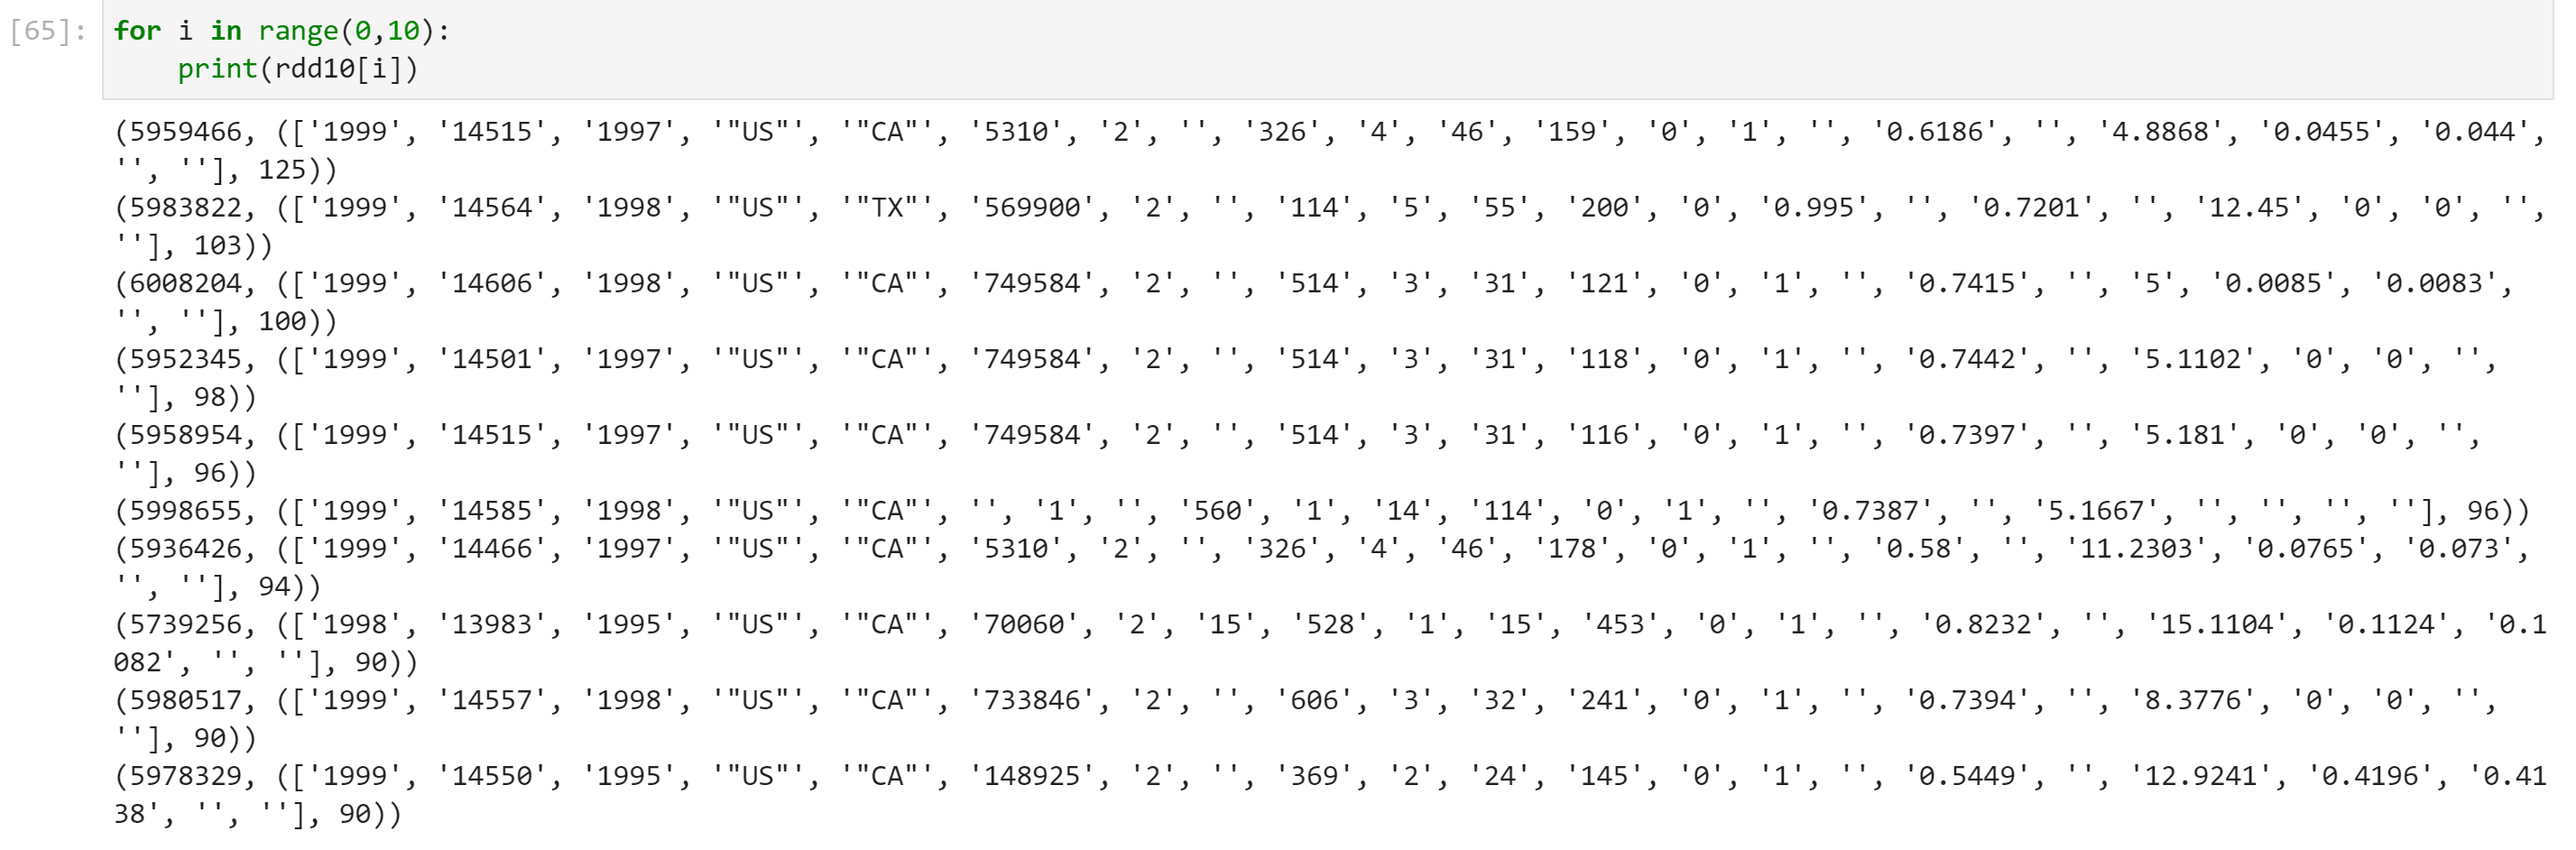 [65]: for i in range(0,10):
print(rdd10[i])
(5959466, (['1999', '14515', '1997', '"US"', '"CA"', '5310', '2', '', '326', '4', '46', '159', '0', '1', '', '0.6186', '', '4.8868', '0.0455', '0.044',
'', ''], 125))
(5983822, (['1999', '14564', '1998', '"US"', '"TX"', '569900', '2', '', '114', '5', '55', '200', '0', '0.995', '', '0.7201', '', '12.45', '0', '0', '',
''], 103))
(6008204, (['1999', '14606', '1998', '"US"', '"CA"', '749584', '2', '', '514', '3', '31', '121', '0', '1', '', '0.7415', '', '5', '0.0085', '0.0083',
'', ''], 100))
(5952345, (['1999', '14501', '1997', '"US"', '"CA"', '749584', '2', '', '514', '3', '31', '118', '0', '1', '', '0.7442', '', '5.1102', '0', '0', '',
''], 98))
(5958954, (['1999', '14515', '1997', '"US"', '"CA"', '749584', '2', '', '514', '3', '31', '116', '0', '1', '', '0.7397', '', '5.181', '0', '0', '',
''], 96))
(5998655, (['1999', '14585', '1998', '"US"', '"CA"', '', '1', '', '560', '1', '14', '114', '0', '1', '', '0.7387', '', '5.1667', '', '', '', ''], 96))
(5936426, (['1999', '14466', '1997', '"US"', '"CA"', '5310', '2', '', '326', '4', '46', '178', '0', '1', '', '0.58', '', '11.2303', '0.0765', '0.073',
'', ''], 94))
(5739256, (['1998', '13983', '1995', '"US"', '"CA"', '70060', '2', '15', '528', '1', '15', '453', '0', '1', '', '0.8232', '', '15.1104', '0.1124', '0.1
082', '', ''], 90))
(5980517, (['1999', '14557', '1998', '"US"', '"CA"', '733846', '2', '', '606', '3', '32', '241', '0', '1', '', '0.7394', '', '8.3776', '0', '0', '',
''], 90))
(5978329, (['1999', '14550', '1995', '"US"', '"CA"', '148925', '2', '', '369', '2', '24', '145', '0', '1', '', '0.5449', '', '12.9241', '0.4196', '0.41
38', '', ''], 90))